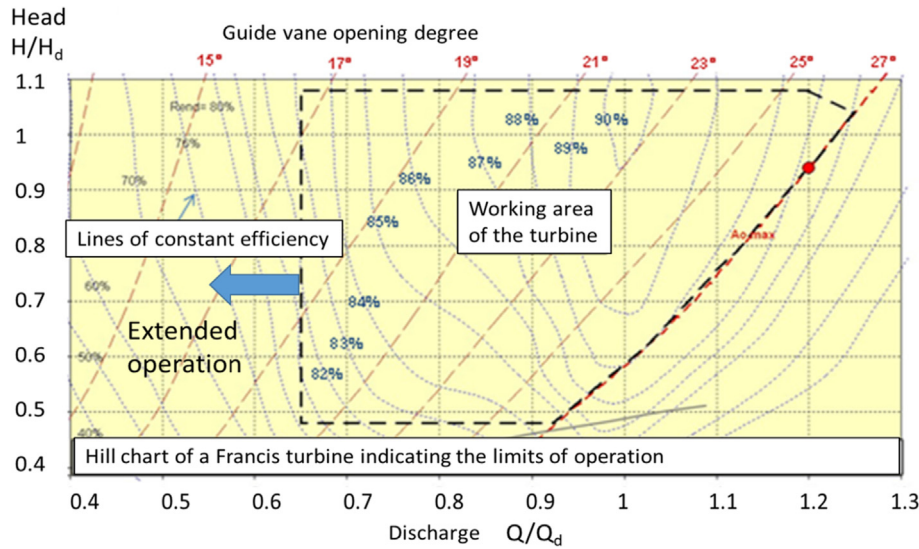 Head
H/Hd
Guide vane opening degree
15° 17° 19° 21° 23° 25° 27°
1.1
Rend= 80%
88% 90%
1
76%
89%
87%
70%
86%
0.9
Working area
of the turbine
85%
Lines of constant efficiency
Ao max
0.8
60%
0.7
84%
Extended
operation
83%
0.6
50%
82%
0.5
40%
Hill chart of a Francis turbine indicating the limits of operation
0.4
0.4 0.5 0.6 0.7 0.8 0.9 1 1.1 1.2 1.3
Discharge Q/Qd